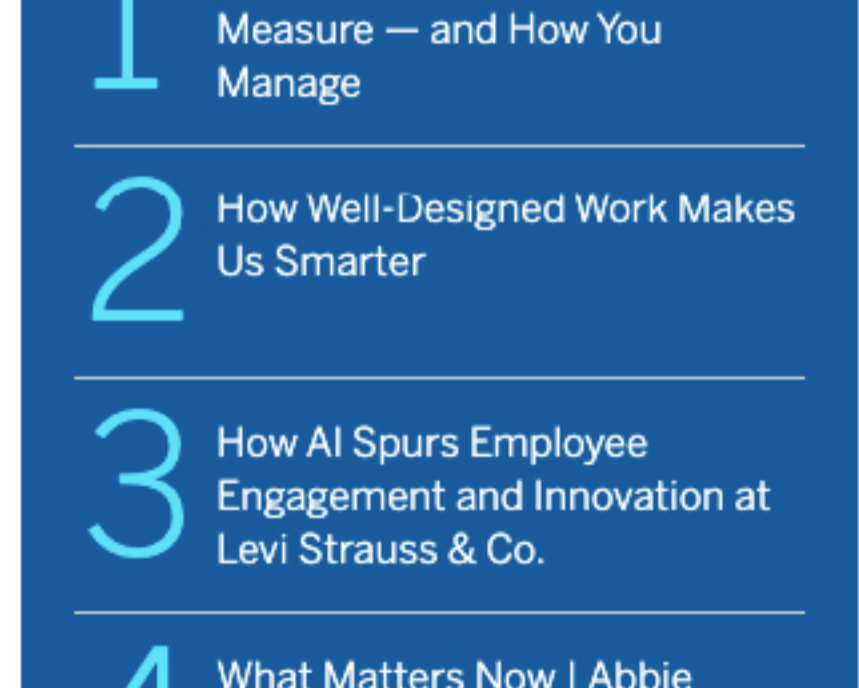 1
Measure — and How You
Manage
2
How Well-Designed Work Makes
Us Smarter
3
How AI Spurs Employee
Engagement and Innovation at
Levi Strauss & Co.
4
What Matters Now | Abbie